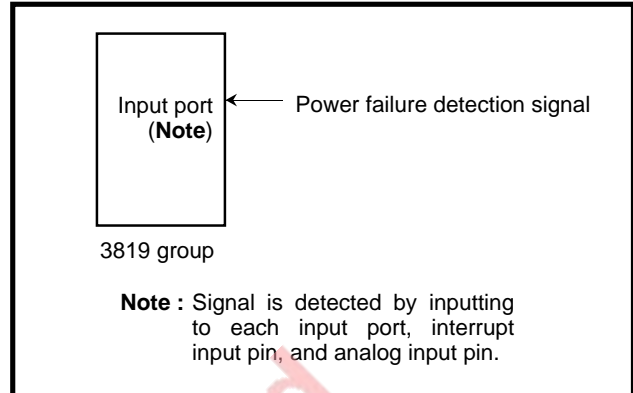 Input port
(Note)
Power failure detection signal
3819 group
Note : Signal is detected by inputting
to each input port, interrupt
input pin, and analog input pin.